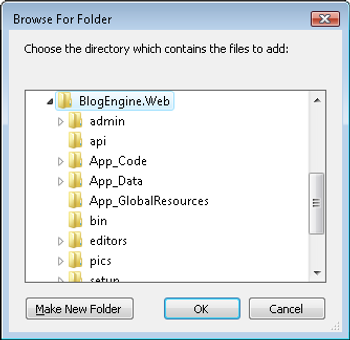 Browse For Folder
Choose the directory which contains the files to add:
BlogEngine.Web
admin
api
App_Code
App_Data
App_GlobalResources
bin
editors
pics
setup
Make New Folder
OK
Cancel